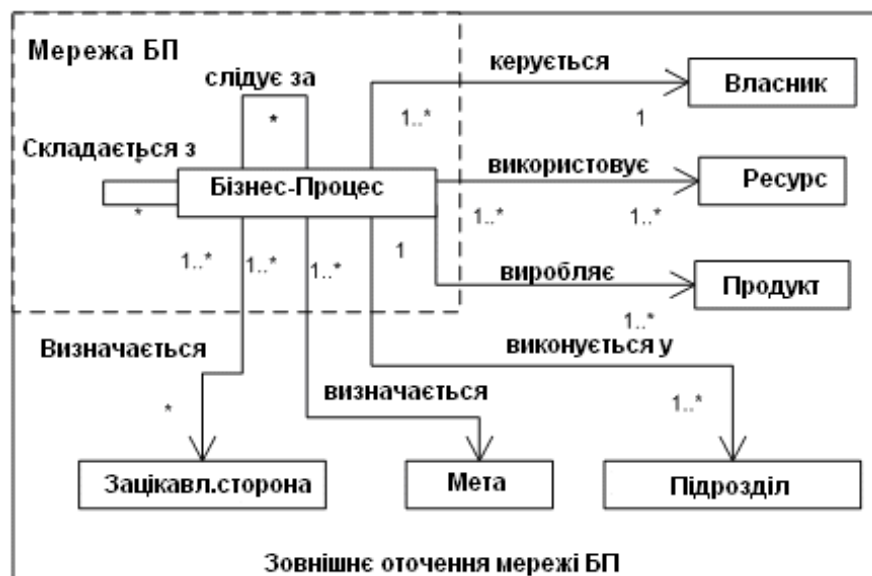 Мережа БП
слідує за
*
керується
1..*
1
Власник
Складається з
*
*
Бізнес-Процес
використовує
1..*
1..*
Ресурс
1..*
1..*
1..*
1
виробляє
1..*
Продукт
Визначається
*
визначається
виконується у
1..*
Зацікавл.сторона
Мета
Підрозділ
Зовнішнє оточення мережі БП